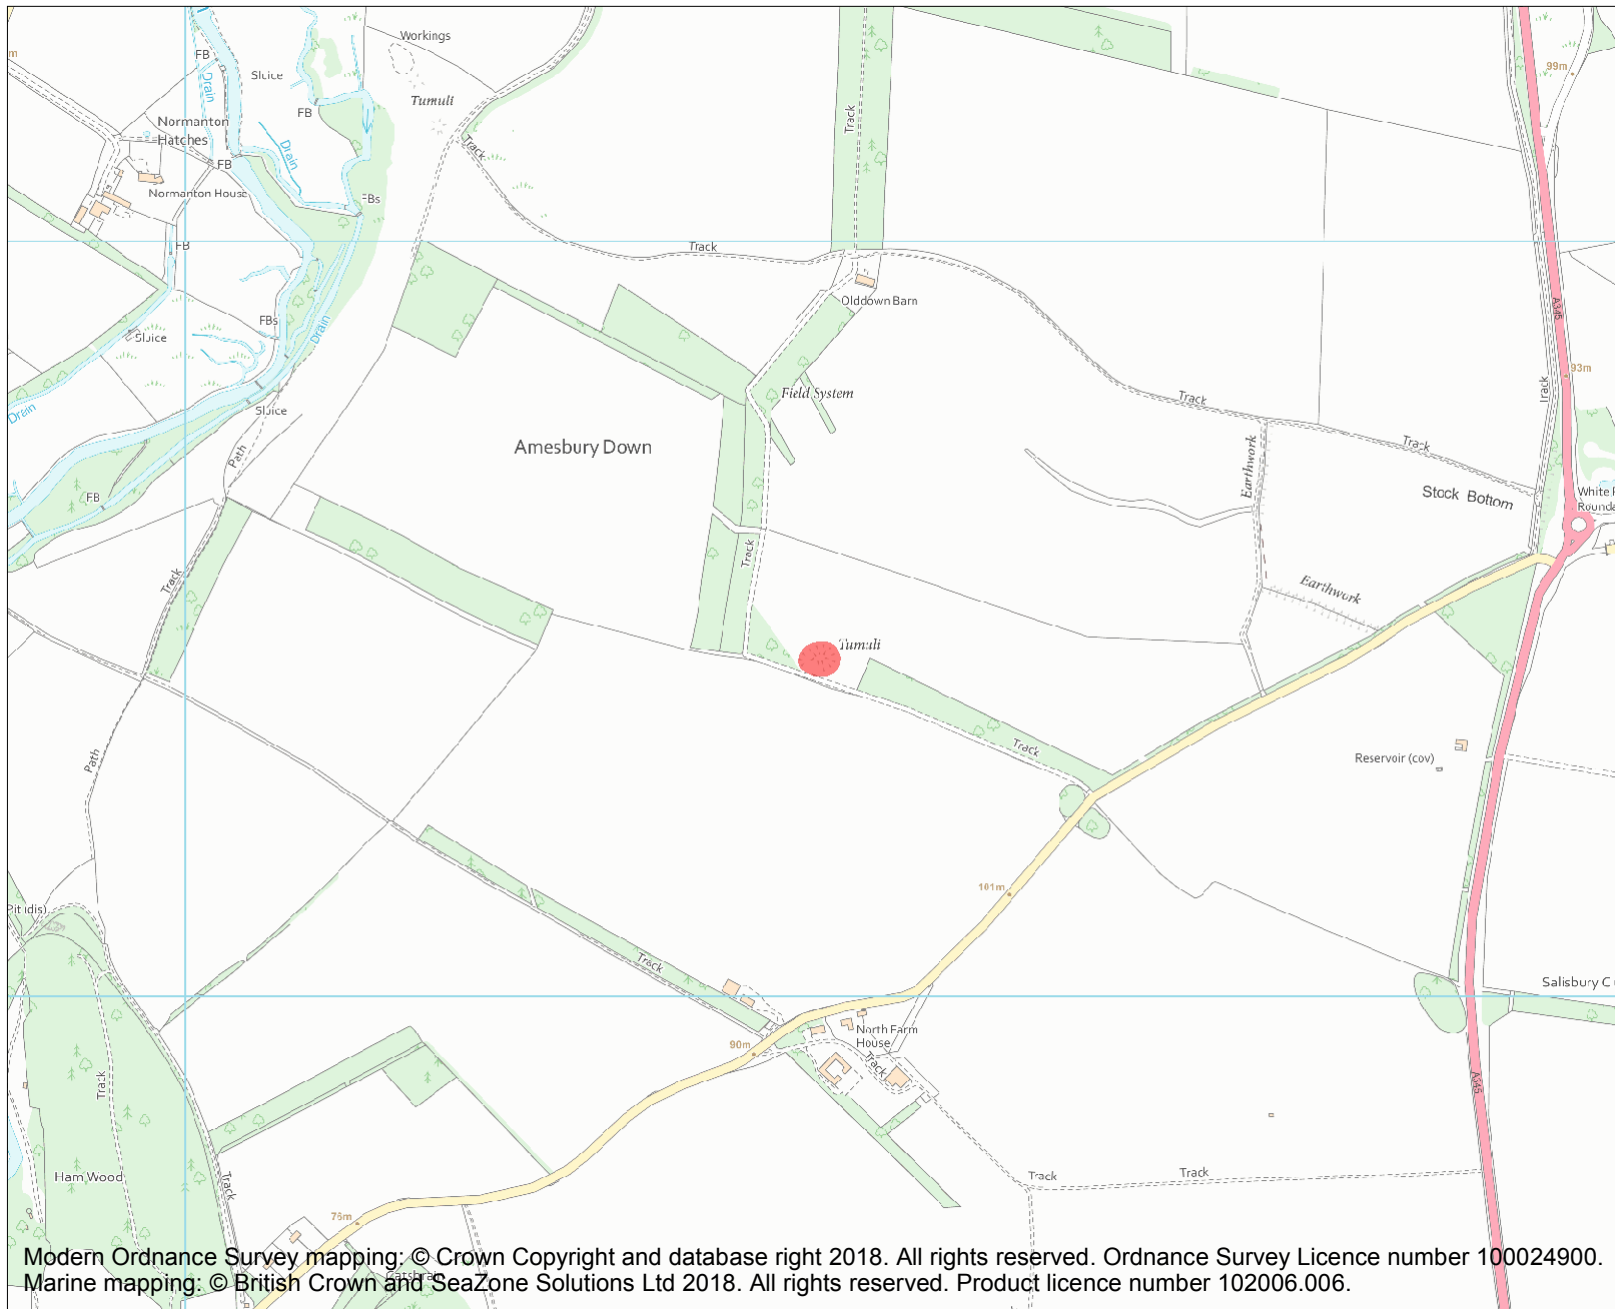 Workings
FB
Sluice
Drain
99m
Tumuli
FB
Normanton
Hatches
Track
Track
Drain
FB
Normanton House
FBs
FB
Track
Olddown Barn
A345
FBs
Drain
Sluice
93m
Track
Field System
Track
Drain
Sluice
Amesbury Down
Track
Path
Earthwork
Stock Bottom
FB
Track
Track
Earthwork
Tumuli
Track
Path
Reservoir (cov)
101m
Track
Salisbury
North Farm
House
90m
Track
Track
A345
Ham Wood
Track
Track
Track
76m
Modern Ordnance Survey mapping: © Crown Copyright and database right 2018. All rights reserved. Ordnance Survey Licence number 100024900.
Marine mapping: © British Crown and SeaZone Solutions Ltd 2018. All rights reserved. Product licence number 102006.006.